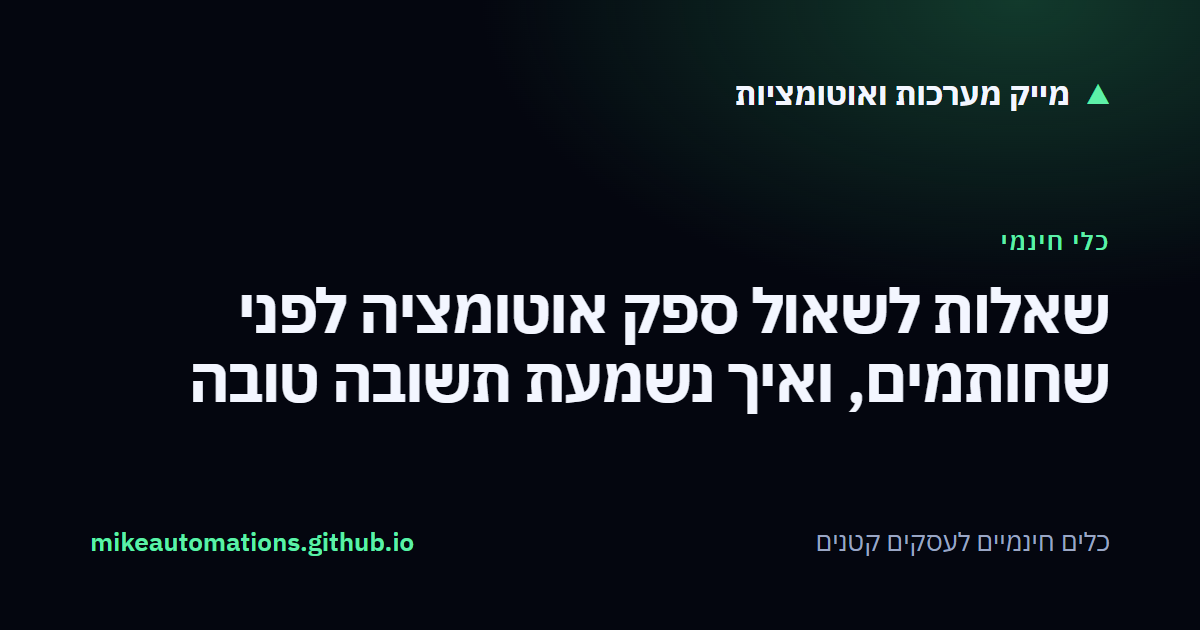 מייק מערכות ואוטומציות
כלי חינמי
שאלות לשאול ספק אוטומציה לפני
שחותמים, ואיך נשמעת תשובה טובה
כלים חינמיים לעסקים קטנים
mikeautomations.github.io